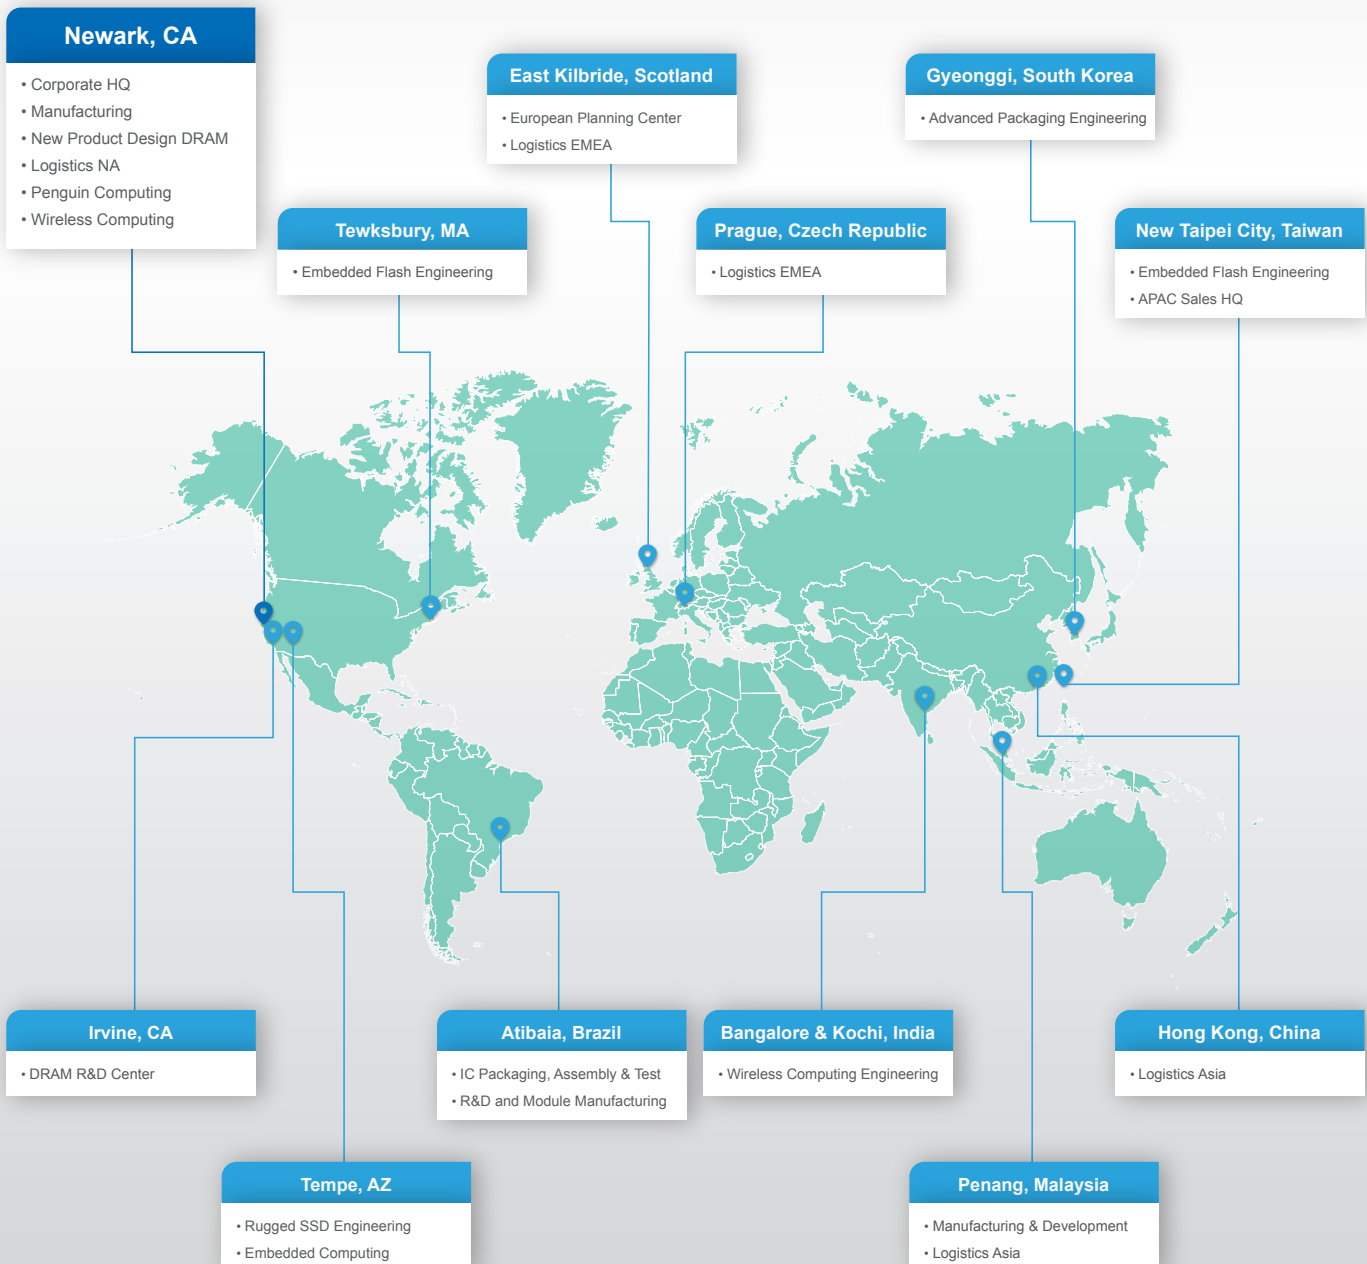 Newark, CA
• Corporate HQ
• Manufacturing
• New Product Design DRAM
• Logistics NA
• Penguin Computing
• Wireless Computing
East Kilbride, Scotland
• European Planning Center
• Logistics EMEA
Gyeonggi, South Korea
• Advanced Packaging Engineering
Tewksbury, MA
• Embedded Flash Engineering
Prague, Czech Republic
• Logistics EMEA
New Taipei City, Taiwan
• Embedded Flash Engineering
• APAC Sales HQ
Irvine, CA
• DRAM R&D Center
Atibaia, Brazil
• IC Packaging, Assembly & Test
• R&D and Module Manufacturing
Bangalore & Kochi, India
• Wireless Computing Engineering
Hong Kong, China
• Logistics Asia
Tempe, AZ
• Rugged SSD Engineering
• Embedded Computing
Penang, Malaysia
• Manufacturing & Development
• Logistics Asia